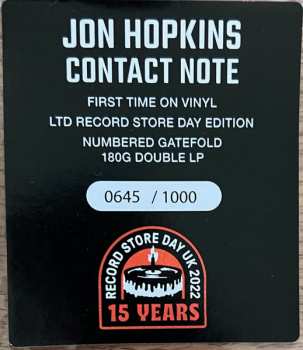 JON HOPKINS
CONTACT NOTE
FIRST TIME ON VINYL
LTD RECORD STORE DAY EDITION
NUMBERED GATEFOLD
180G DOUBLE LP
0645 / 1000
RECORD STORE DAY UK 2022
15 YEARS